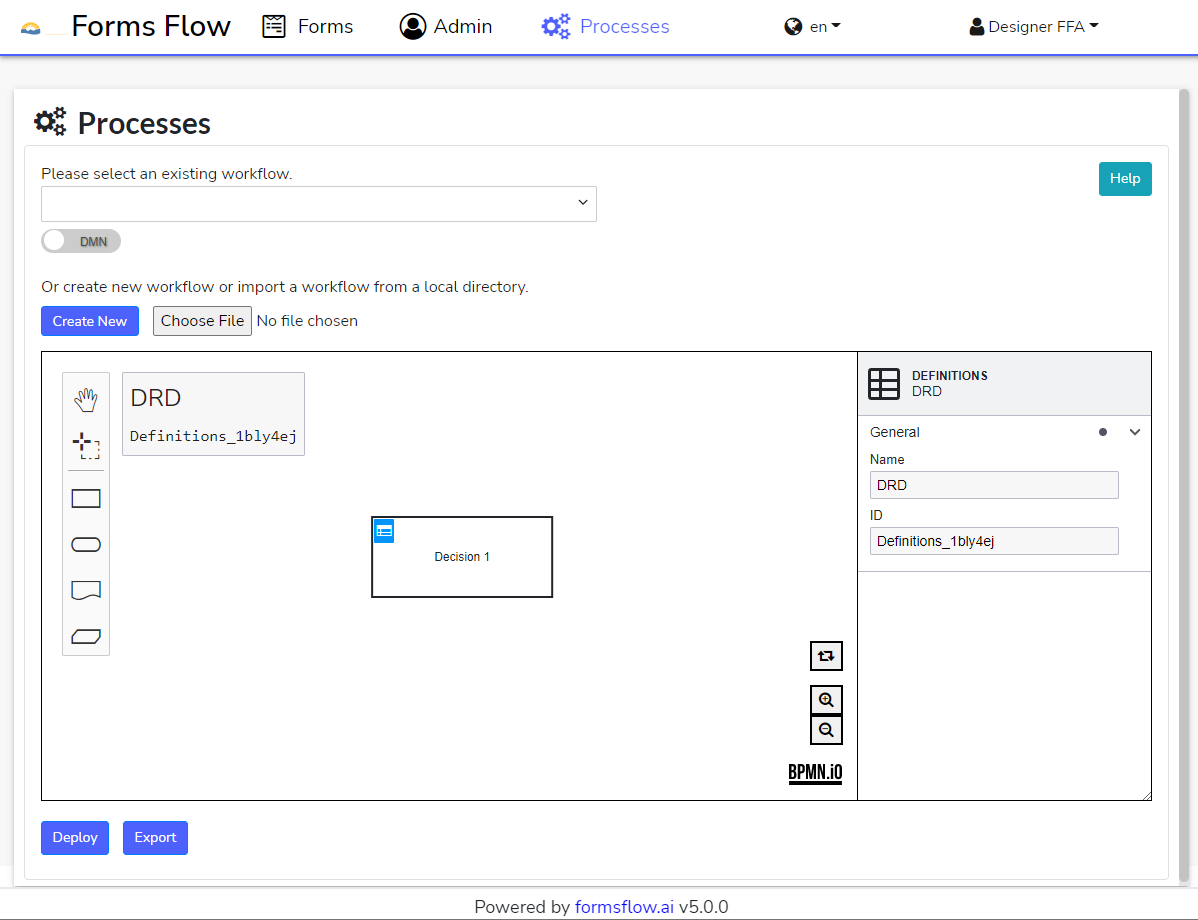 Forms Flow Forms Admin Processes en Designer FFA
Processes
Please select an existing workflow.
Help
DMN
Or create new workflow or import a workflow from a local directory.
Create New Choose File No file chosen
DRD
Definitions_1bly4ej
Decision 1
BPMN.iO
DEFINITIONS
DRD
General
Name
DRD
ID
Definitions_1bly4ej
Deploy Export
Powered by formsflow.ai v5.0.0